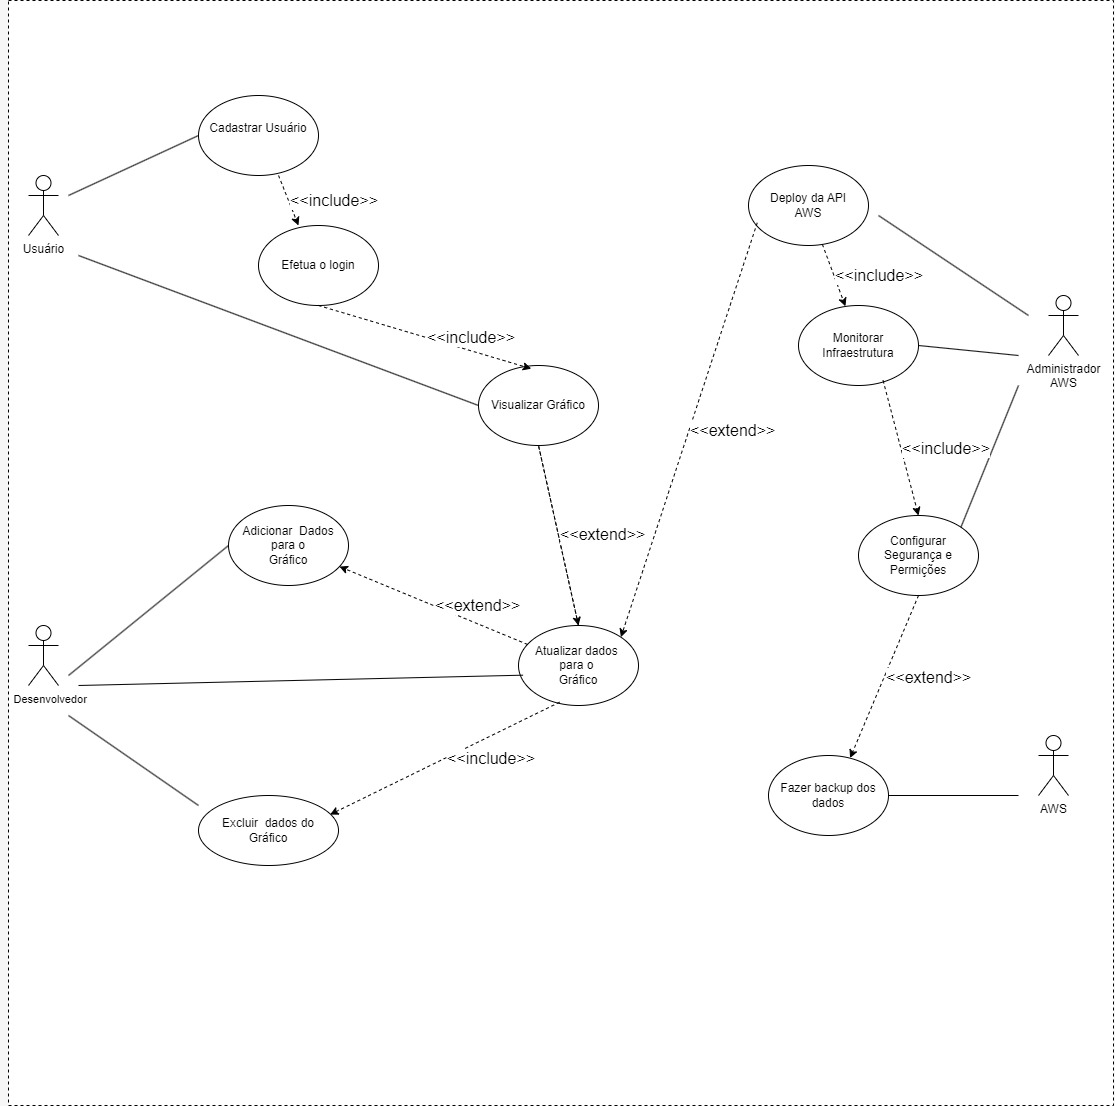 Cadastrar Usuário
<<include>>
Usuário
Efetua o login
<<include>>
Visualizar Gráfico
<<extend>>
Adicionar Dados
para o
Gráfico
<<extend>>
Atualizar dados
para o
Gráfico
Desenvolvedor
<<include>>
Excluir dados do
Gráfico
Deploy da API
AWS
<<include>>
<<extend>>
Monitorar
Infraestrutura
Administrador
AWS
<<include>>
Configurar
Segurança e
Permições
<<extend>>
Fazer backup dos
dados
AWS